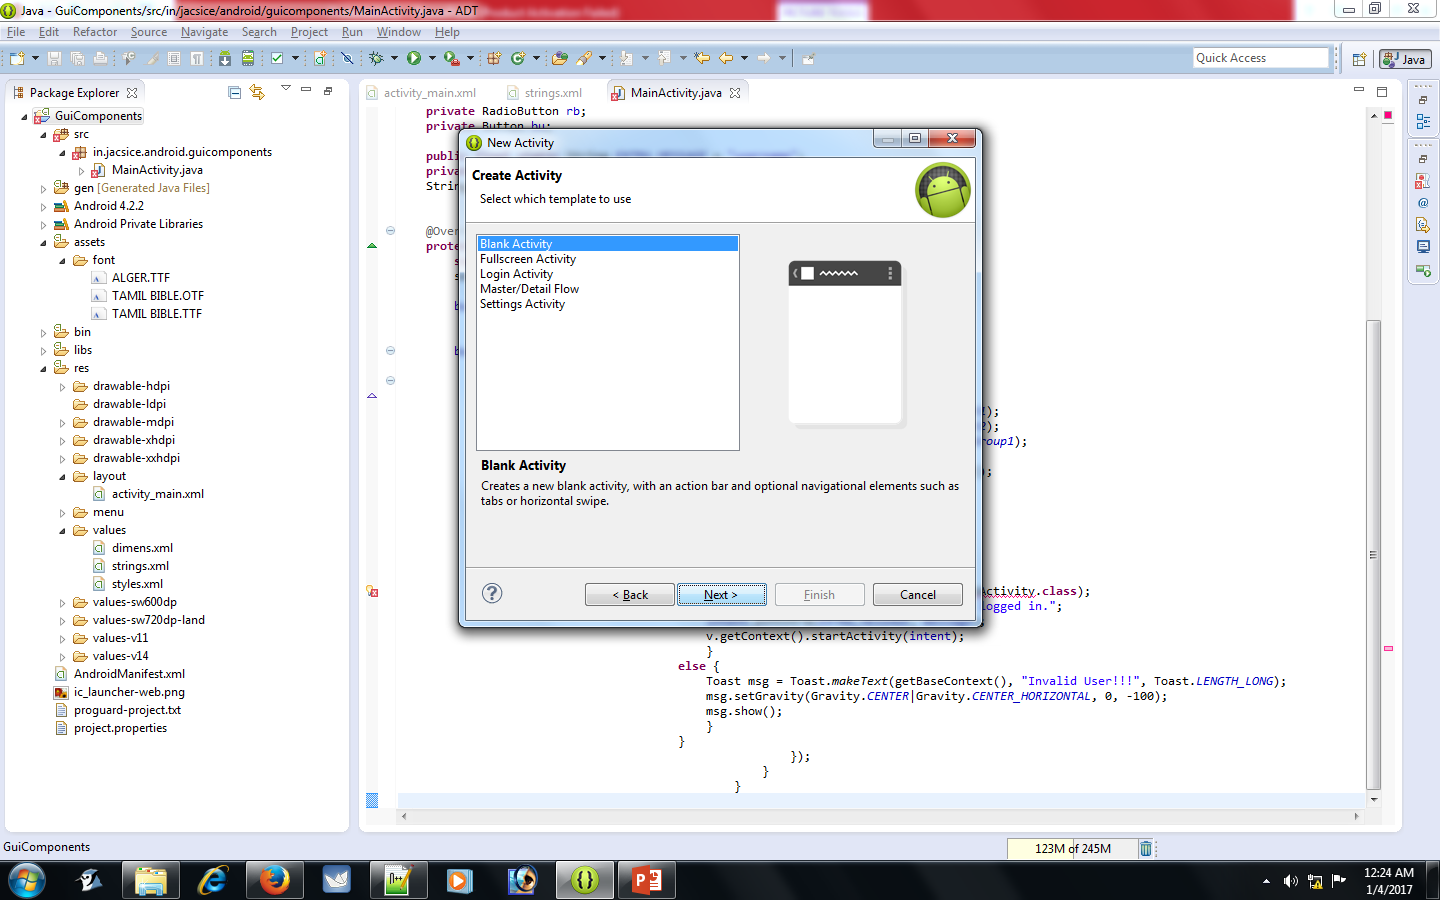 Java - GuiComponents/src/in/jacsice/android/guicomponents/MainActivity.java - ADT
File Edit Refactor Source Navigate Search Project Run Window Help
Quick Access
Java
Package Explorer
activity_main.xml
strings.xml
MainActivity.java
GuiComponents
src
in.jacsice.android.guicomponents
MainActivity.java
gen [Generated Java Files]
Android 4.2.2
Android Private Libraries
assets
font
ALGER.TTF
TAMIL BIBLE.OTF
TAMIL BIBLE.TTF
bin
libs
res
drawable-hdpi
drawable-ldpi
drawable-mdpi
drawable-xhdpi
drawable-xxhdpi
layout
activity_main.xml
menu
values
dimens.xml
strings.xml
styles.xml
values-sw600dp
values-sw720dp-land
values-v11
values-v14
AndroidManifest.xml
ic_launcher-web.png
proguard-project.txt
project.properties
private RadioButton rb;
private Button bu;
New Activity
Create Activity
Select which template to use
Blank Activity
Fullscreen Activity
Login Activity
Master/Detail Flow
Settings Activity
Blank Activity
Creates a new blank activity, with an action bar and optional navigational elements such as
tabs or horizontal swipe.
< Back
Next >
Finish
Cancel
);
);
roup1);
);
Activity.class);
logged in.";
v.getContext().startActivity(intent);
}
else {
Toast msg = Toast.makeText(getBaseContext(), "Invalid User!!!", Toast.LENGTH_LONG);
msg.setGravity(Gravity.CENTER|Gravity.CENTER_HORIZONTAL, 0, -100);
msg.show();
}
}
});
}
}
GuiComponents
123M of 245M
12:24 AM
1/4/2017